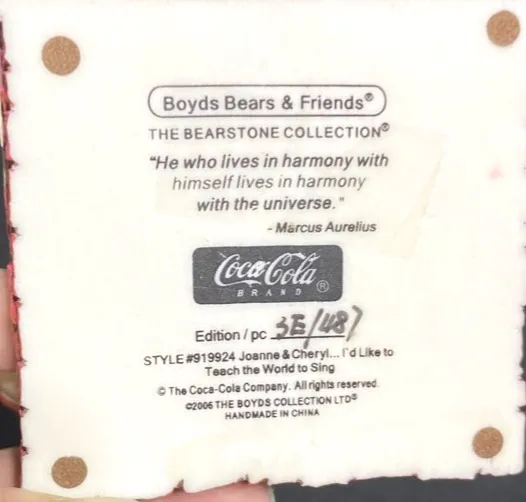 Boyds Bears & Friends®
THE BEARSTONE COLLECTION®
"He who lives in harmony with
himself lives in harmony
with the universe."
- Marcus Aurelius
Coca-Cola ®
BRAND
Edition / pc 3E/487
STYLE #919924 Joanne & Cheryl... I'd Like to
Teach the World to Sing
© The Coca-Cola Company. All rights reserved.
©2006 THE BOYDS COLLECTION LTD®
HANDMADE IN CHINA